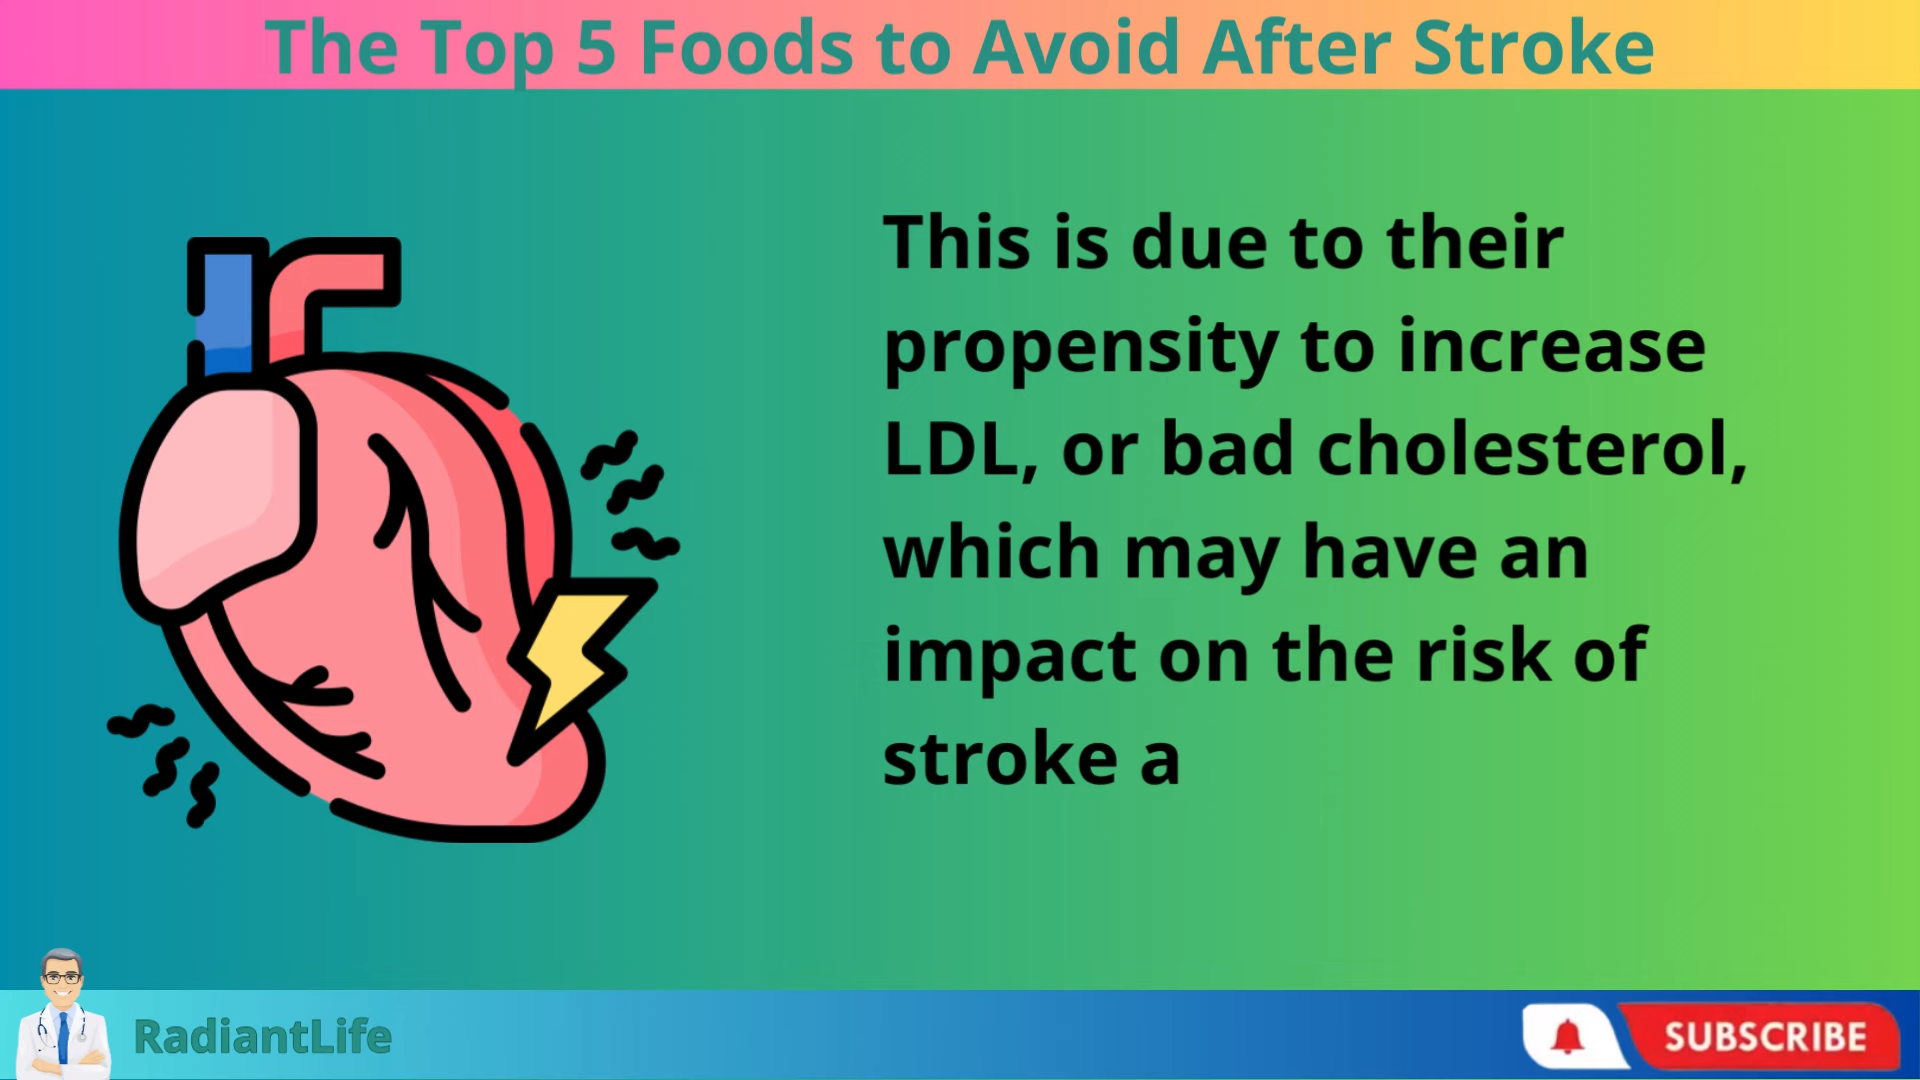 The Top 5 Foods to Avoid After Stroke
This is due to their
propensity to increase
LDL, or bad cholesterol,
which may have an
impact on the risk of
stroke a
RadiantLife
SUBSCRIBE